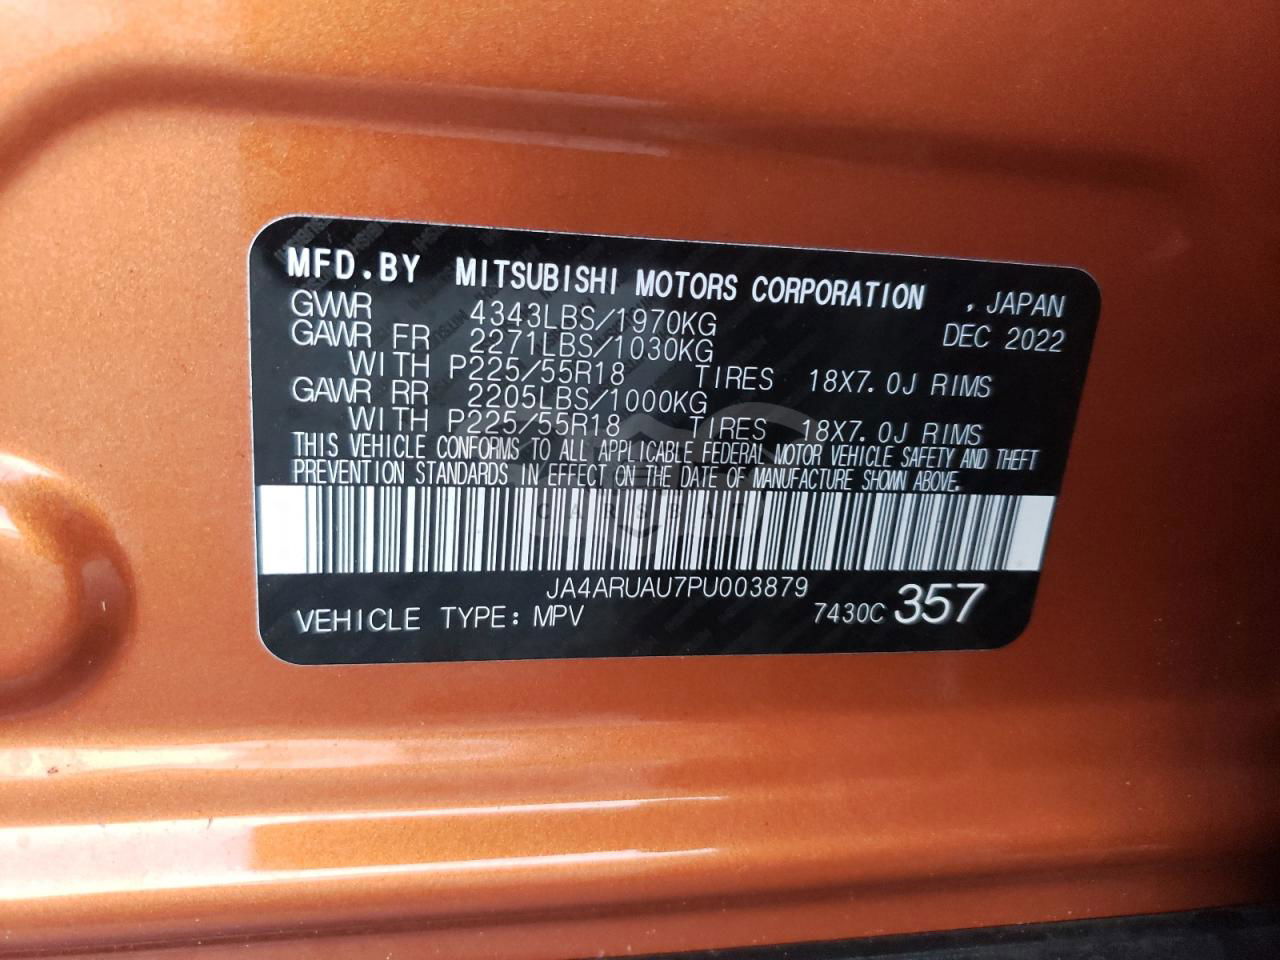 MFD.BY MITSUBISHI MOTORS CORPORATION , JAPAN
GVWR 4343LBS/1970KG DEC 2022
GAWR FR 2271LBS/1030KG
WITH P225/55R18 TIRES 18X7.0J RIMS
GAWR RR 2205LBS/1000KG
WITH P225/55R18 TIRES 18X7.0J RIMS
THIS VEHICLE CONFORMS TO ALL APPLICABLE FEDERAL MOTOR VEHICLE SAFETY AND THEFT
PREVENTION STANDARDS IN EFFECT ON THE DATE OF MANUFACTURE SHOWN ABOVE.
CARSBAT
JA4ARUAU7PU003879
VEHICLE TYPE: MPV 7430C 357